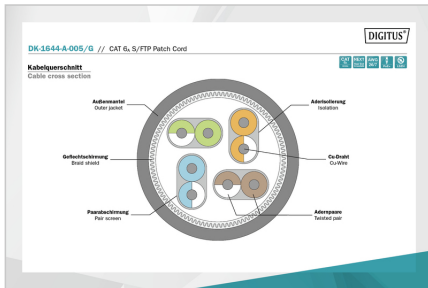 DIGITUS
DK-1644-A-005/G // CAT 6A S/FTP Patch Cord
Kabelquerschnitt
Cable cross section
Außenmantel
Outer jacket
Aderisolierung
Isolation
Geflechtschirmung
Braid shield
Cu-Draht
Cu-Wire
Paarabschirmung
Pair screen
Adernpaare
Twisted pair